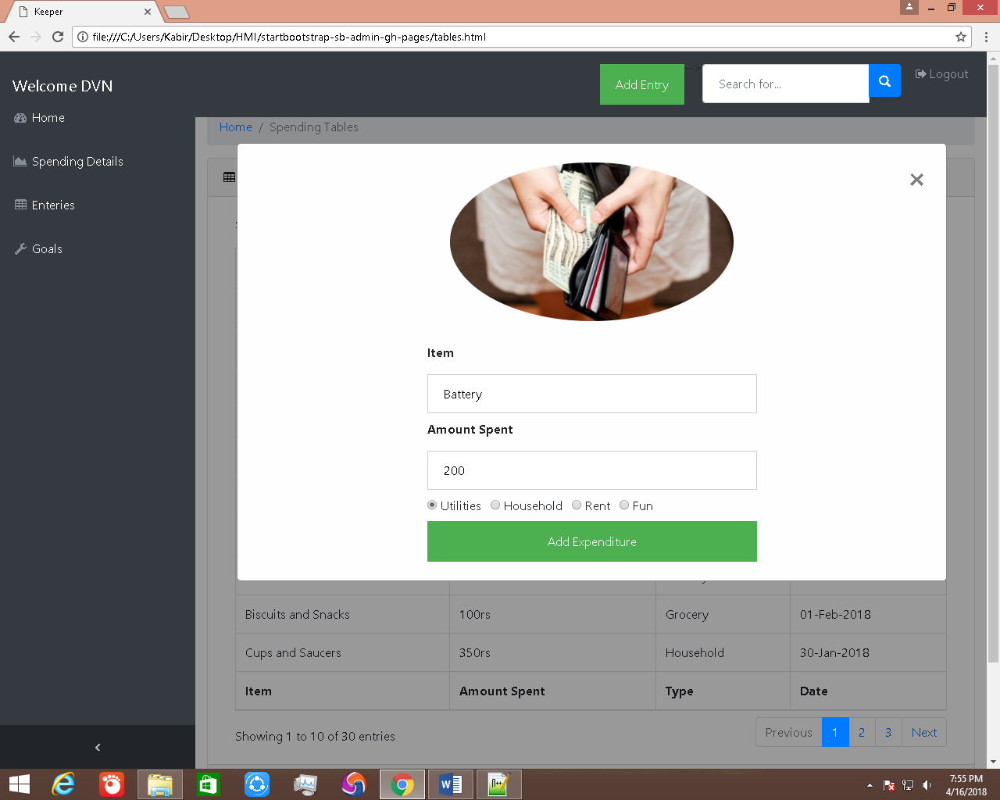 Keeper
file:///C:/Users/Kabir/Desktop/HMI/startbootstrap-sb-admin-gh-pages/tables.html
Welcome DVN
Add Entry
-->
Search for...
Logout
Home
Spending Details
Enteries
Goals
Home / Spending Tables
Item
Battery
Amount Spent
200
Utilities Household Rent Fun
Add Expenditure
Biscuits and Snacks 100rs Grocery 01-Feb-2018
Cups and Saucers 350rs Household 30-Jan-2018
Item Amount Spent Type Date
Showing 1 to 10 of 30 entries
Previous 1 2 3 Next
7:55 PM
4/16/2018